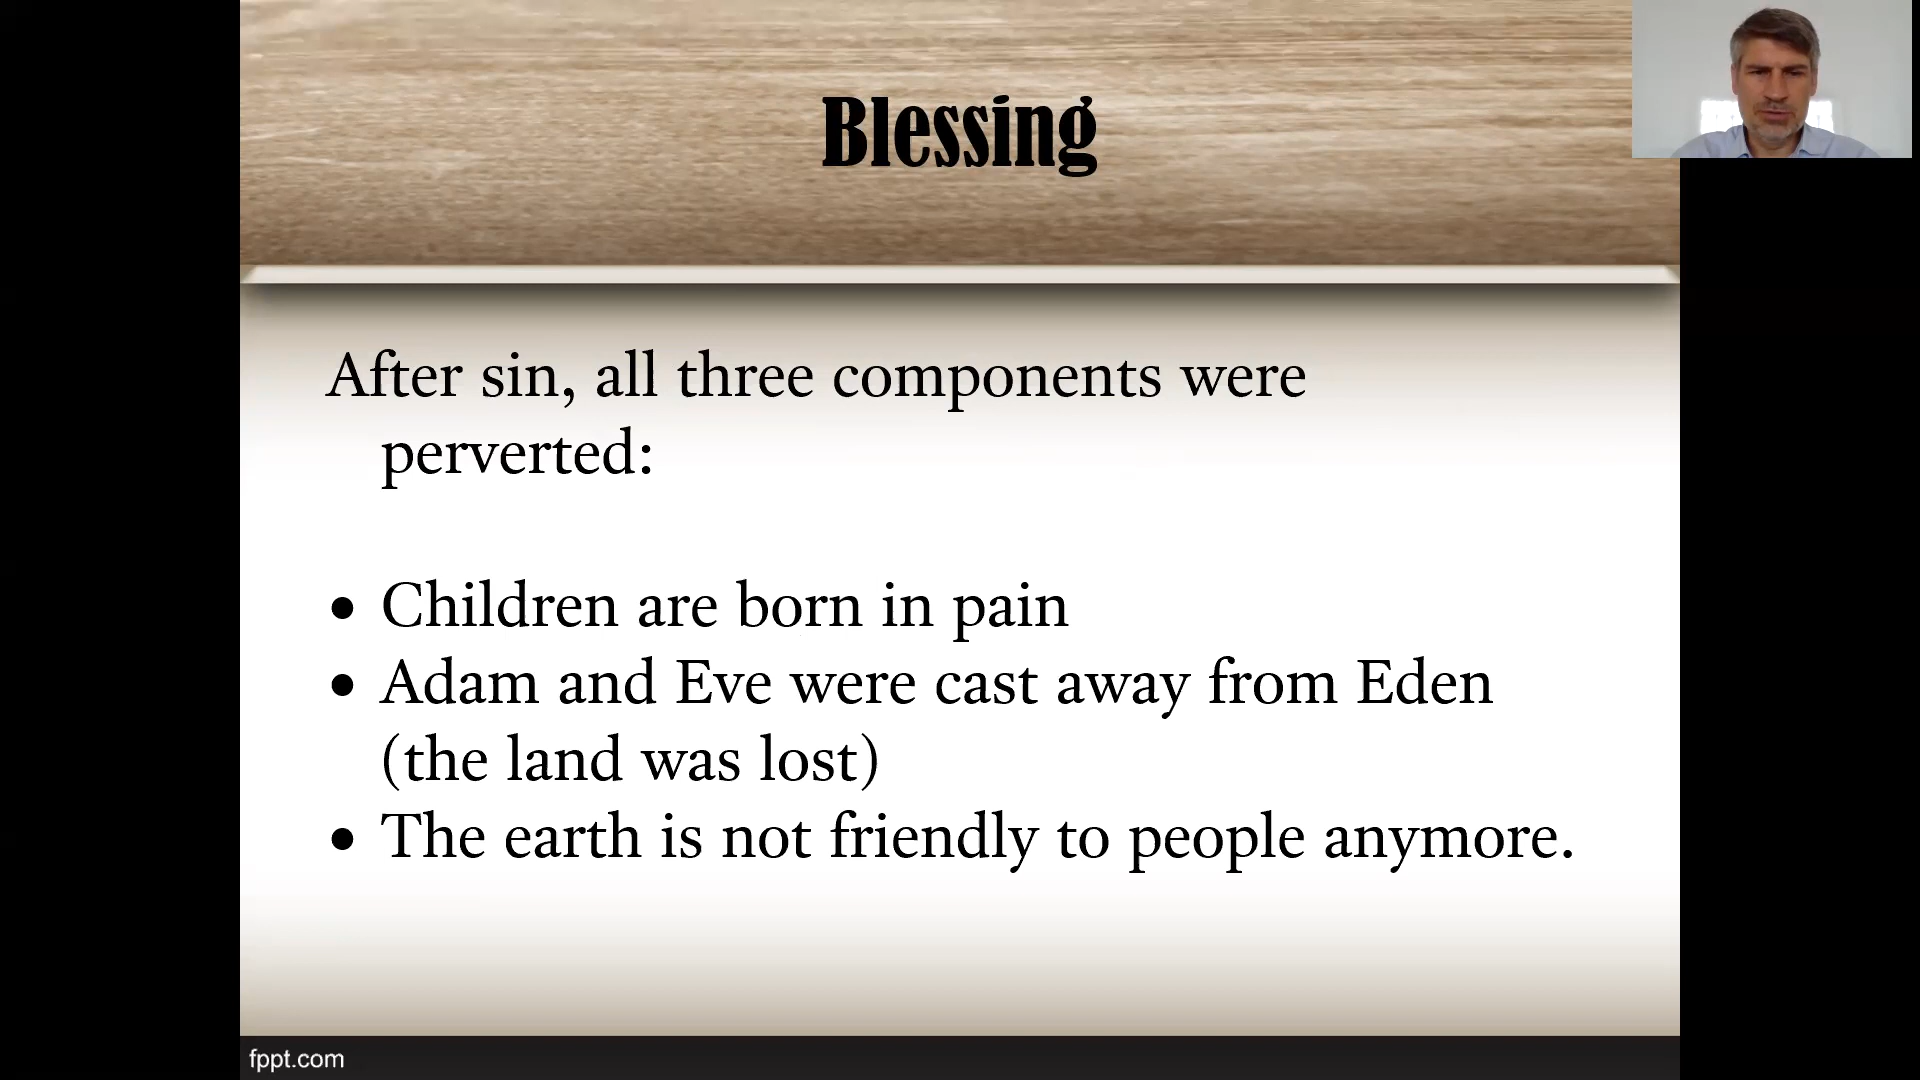 Blessing
After sin, all three components were
perverted:
• Children are born in pain
• Adam and Eve were cast away from Eden
(the land was lost)
• The earth is not friendly to people anymore.
fppt.com